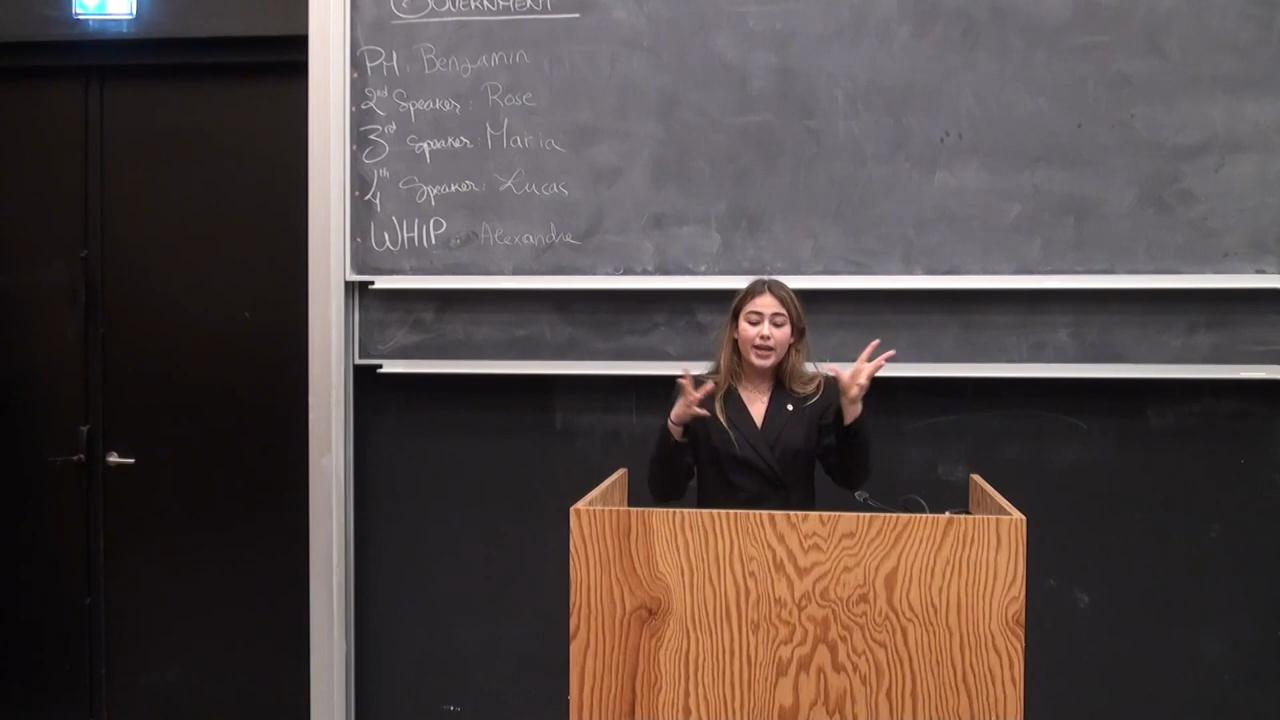 GOVERNMENT
PM. Benjamin
2nd Speaker: Rose
3rd Speaker: Maria
4th Speaker: Lucas
WHIP: Alexandre